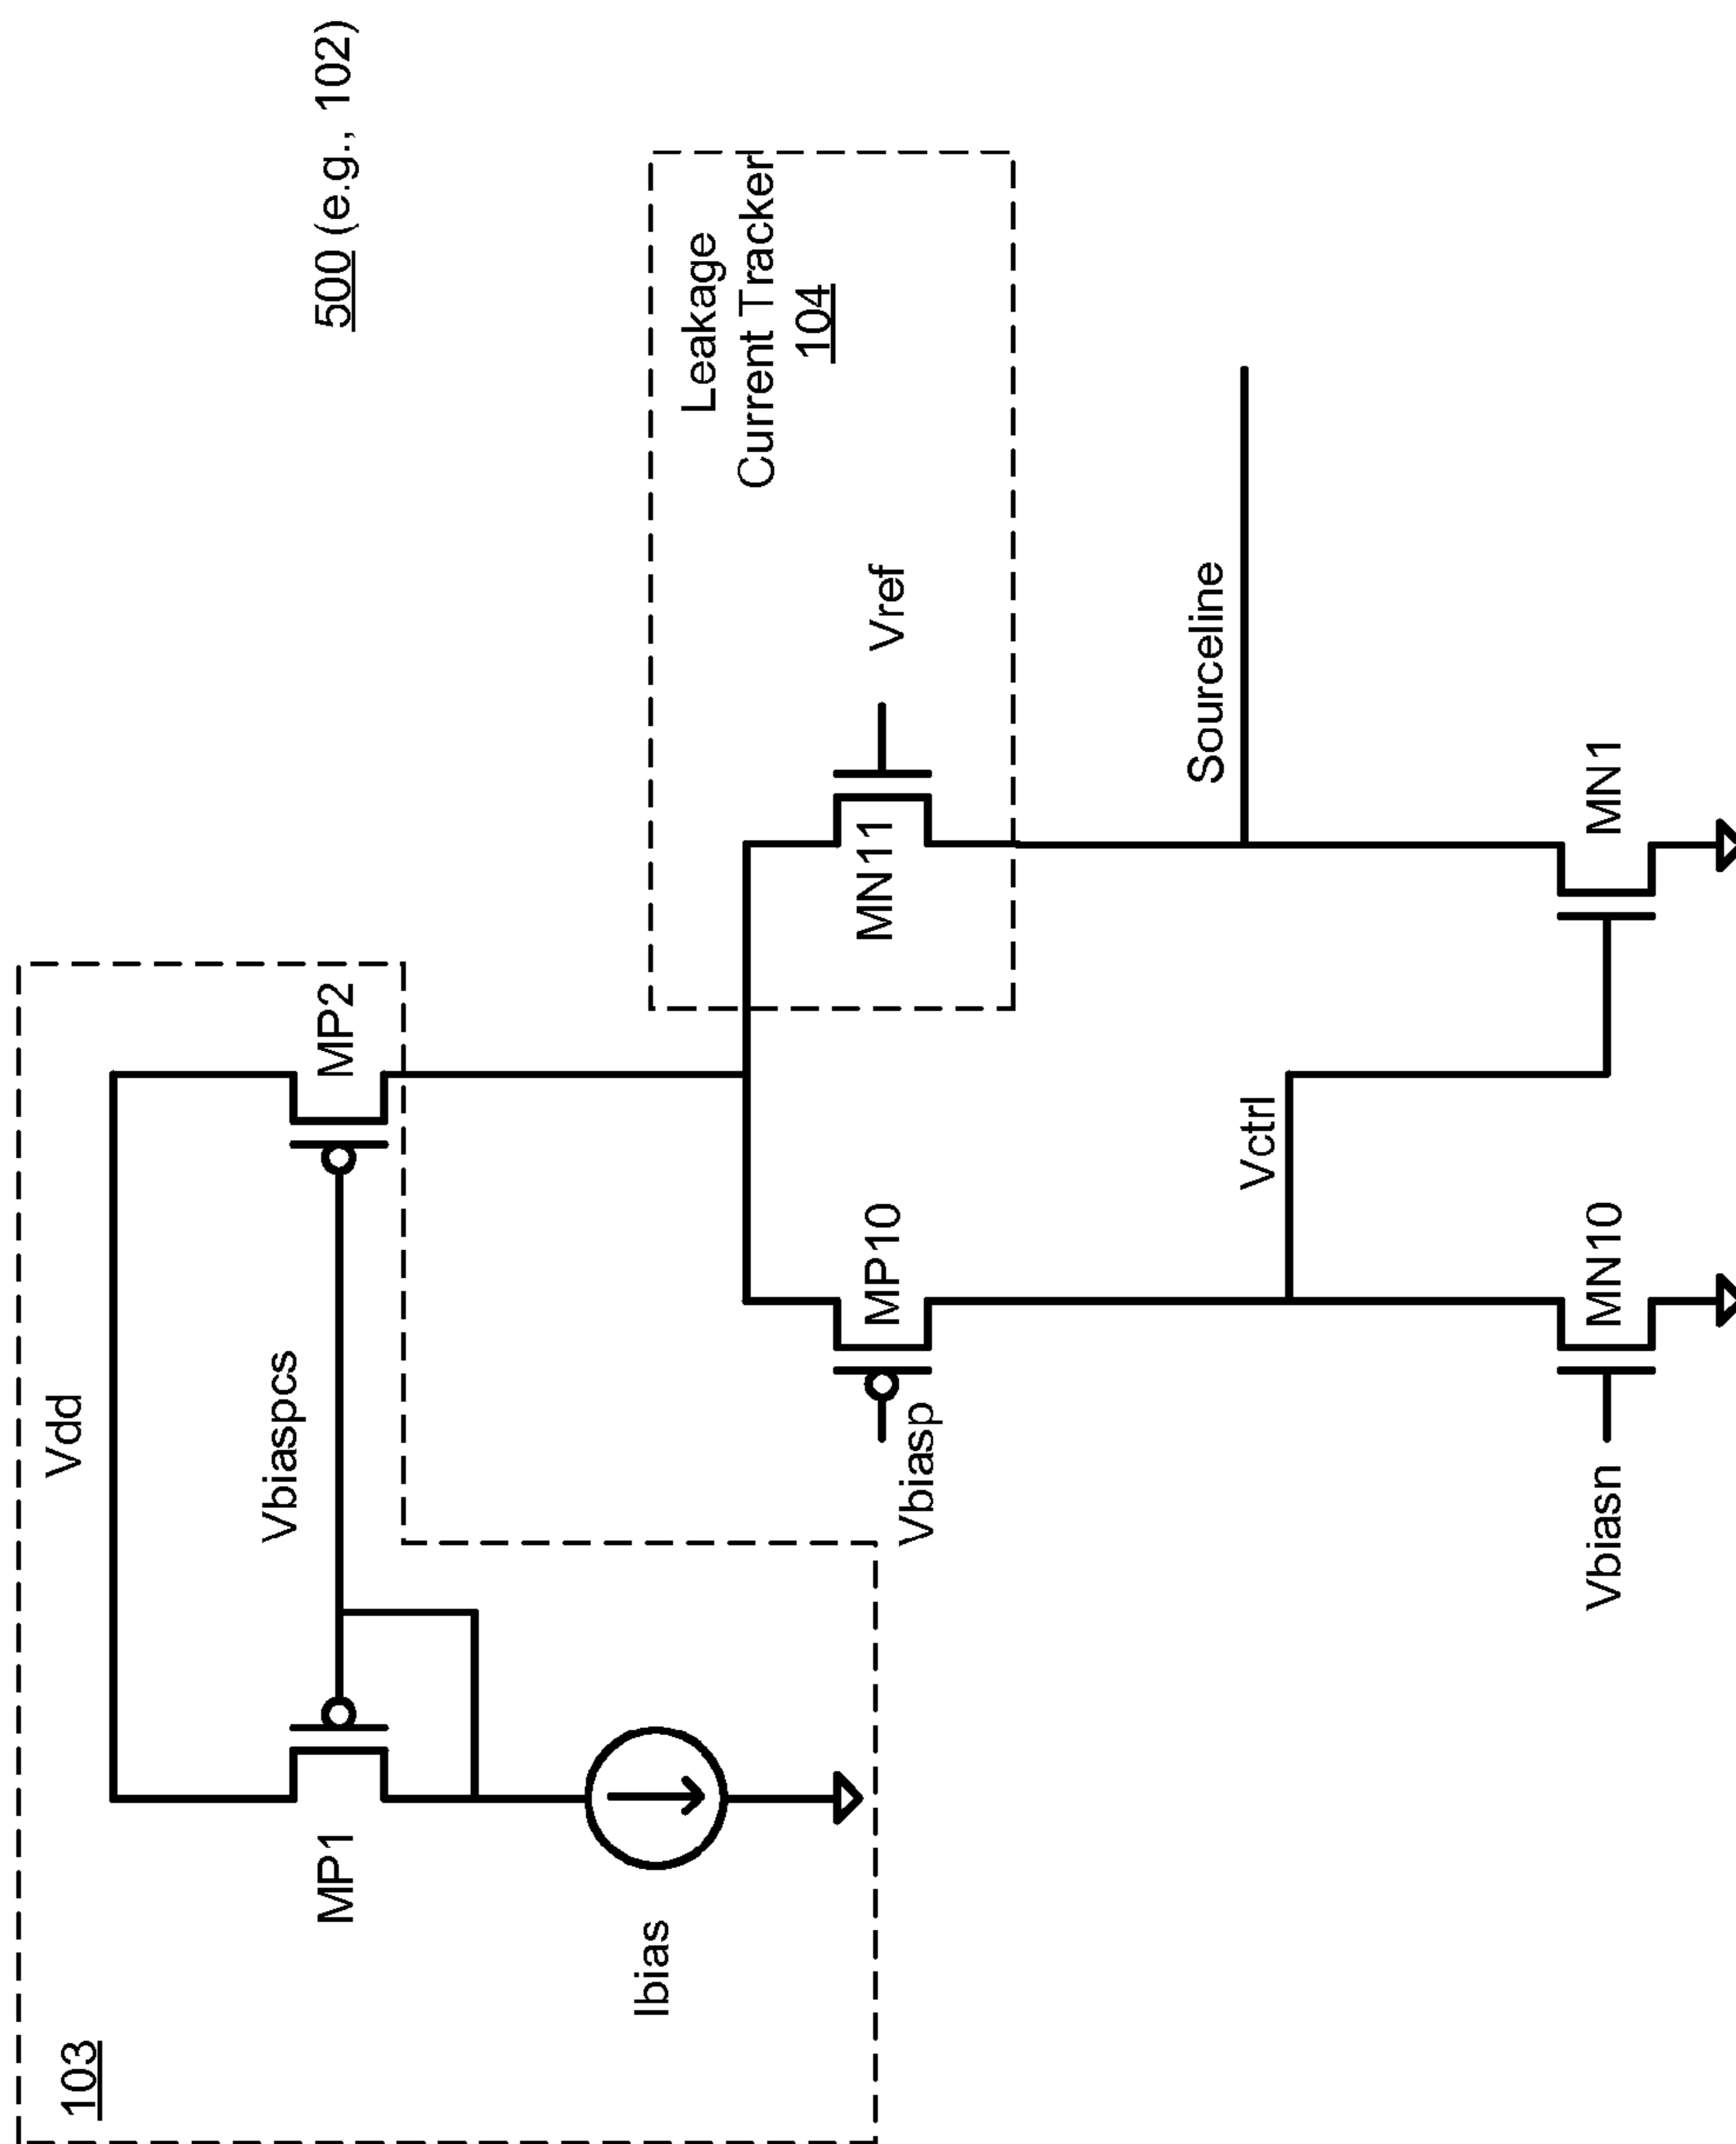 500 (e.g., 102)
103
Vdd
MP1
Vbiaspcs
MP2
Ibias
Leakage
Current Tracker
104
Vbiasp
MP10
MN11
Vref
Vctrl
Sourceline
Vbiasn
MN10
MN1